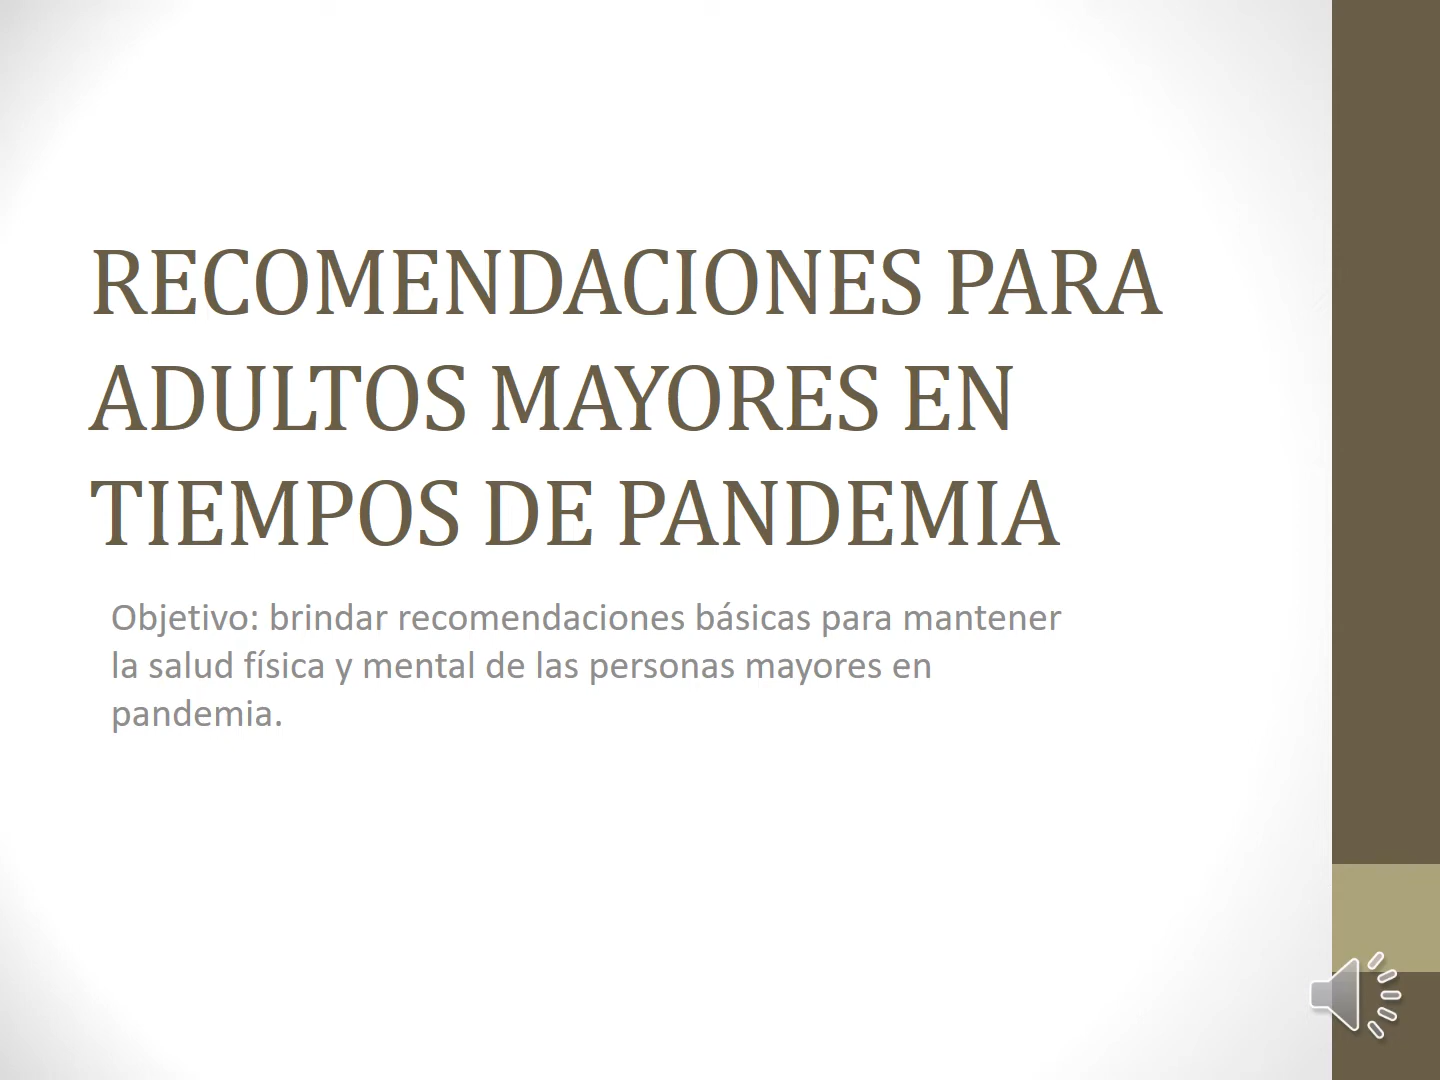 RECOMENDACIONES PARA
ADULTOS MAYORES EN
TIEMPOS DE PANDEMIA
Objetivo: brindar recomendaciones básicas para mantener
la salud física y mental de las personas mayores en
pandemia.